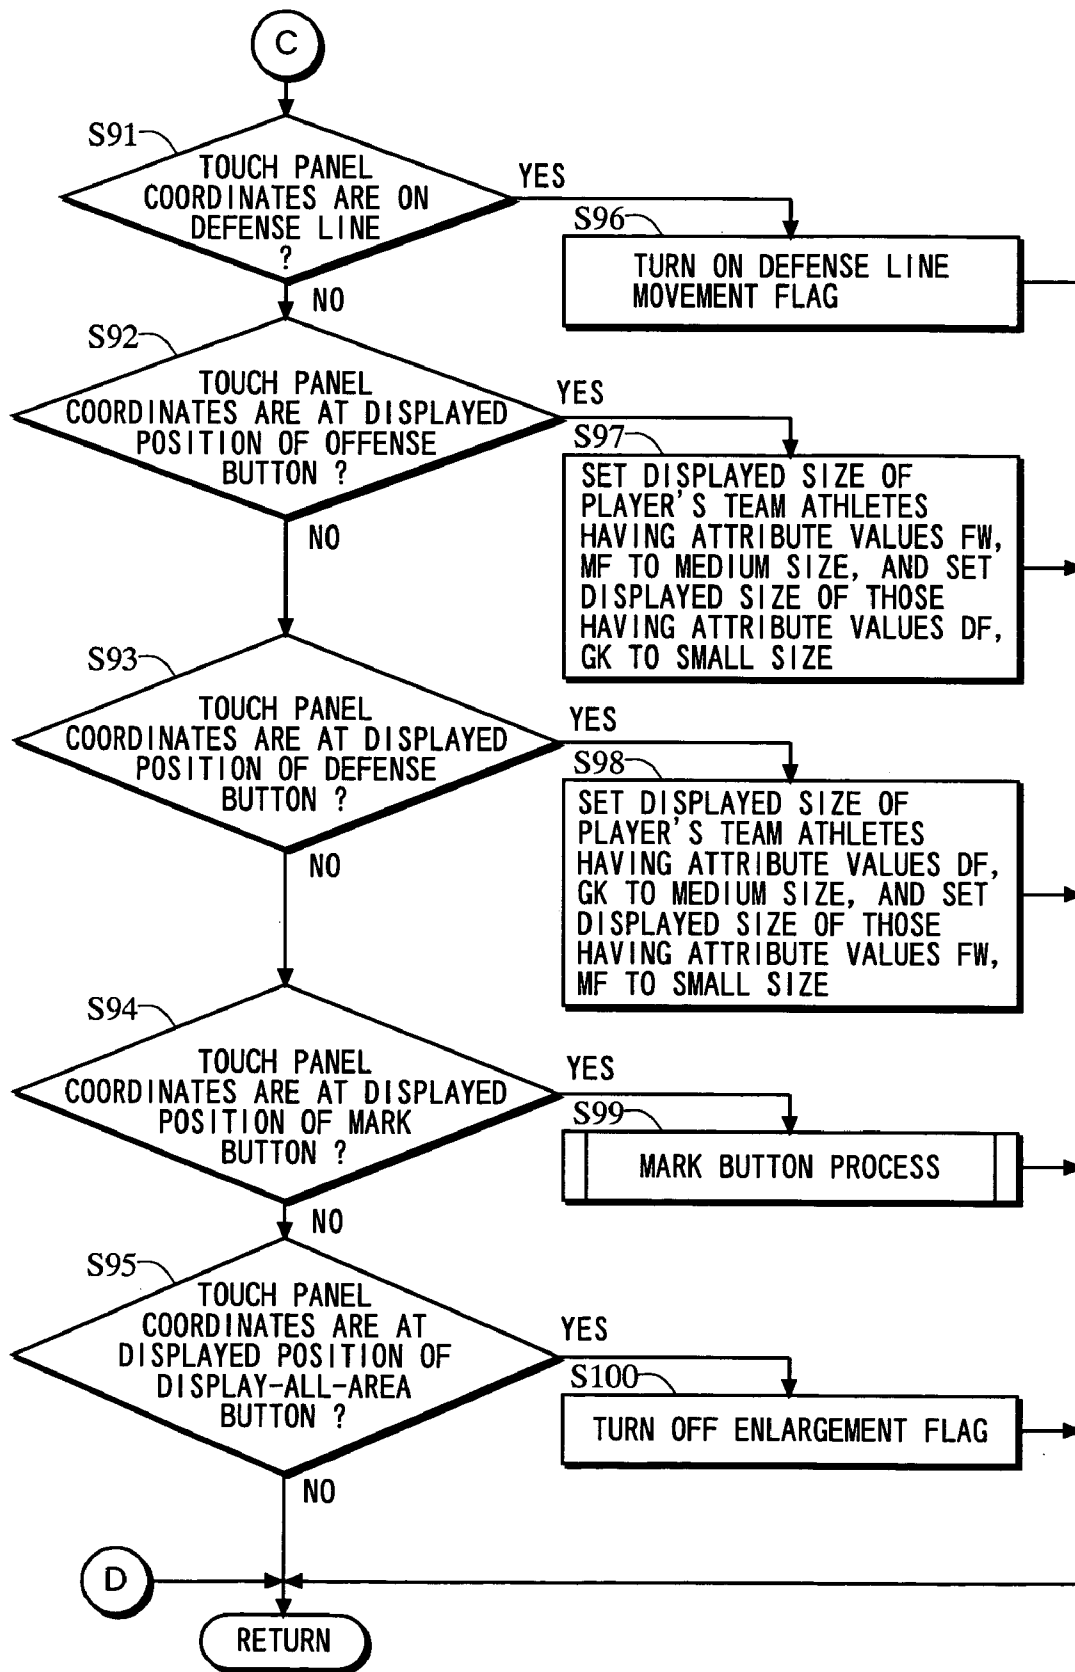 C
S91
TOUCH PANEL
COORDINATES ARE ON
DEFENSE LINE
?
YES
NO
S96
TURN ON DEFENSE LINE
MOVEMENT FLAG
S92
TOUCH PANEL
COORDINATES ARE AT DISPLAYED
POSITION OF OFFENSE
BUTTON ?
YES
NO
S97
SET DISPLAYED SIZE OF
PLAYER'S TEAM ATHLETES
HAVING ATTRIBUTE VALUES FW,
MF TO MEDIUM SIZE, AND SET
DISPLAYED SIZE OF THOSE
HAVING ATTRIBUTE VALUES DF,
GK TO SMALL SIZE
S93
TOUCH PANEL
COORDINATES ARE AT DISPLAYED
POSITION OF DEFENSE
BUTTON ?
YES
NO
S98
SET DISPLAYED SIZE OF
PLAYER'S TEAM ATHLETES
HAVING ATTRIBUTE VALUES DF,
GK TO MEDIUM SIZE, AND SET
DISPLAYED SIZE OF THOSE
HAVING ATTRIBUTE VALUES FW,
MF TO SMALL SIZE
S94
TOUCH PANEL
COORDINATES ARE AT DISPLAYED
POSITION OF MARK
BUTTON ?
YES
NO
S99
MARK BUTTON PROCESS
S95
TOUCH PANEL
COORDINATES ARE AT
DISPLAYED POSITION OF
DISPLAY-ALL-AREA
BUTTON ?
YES
NO
S100
TURN OFF ENLARGEMENT FLAG
D
RETURN